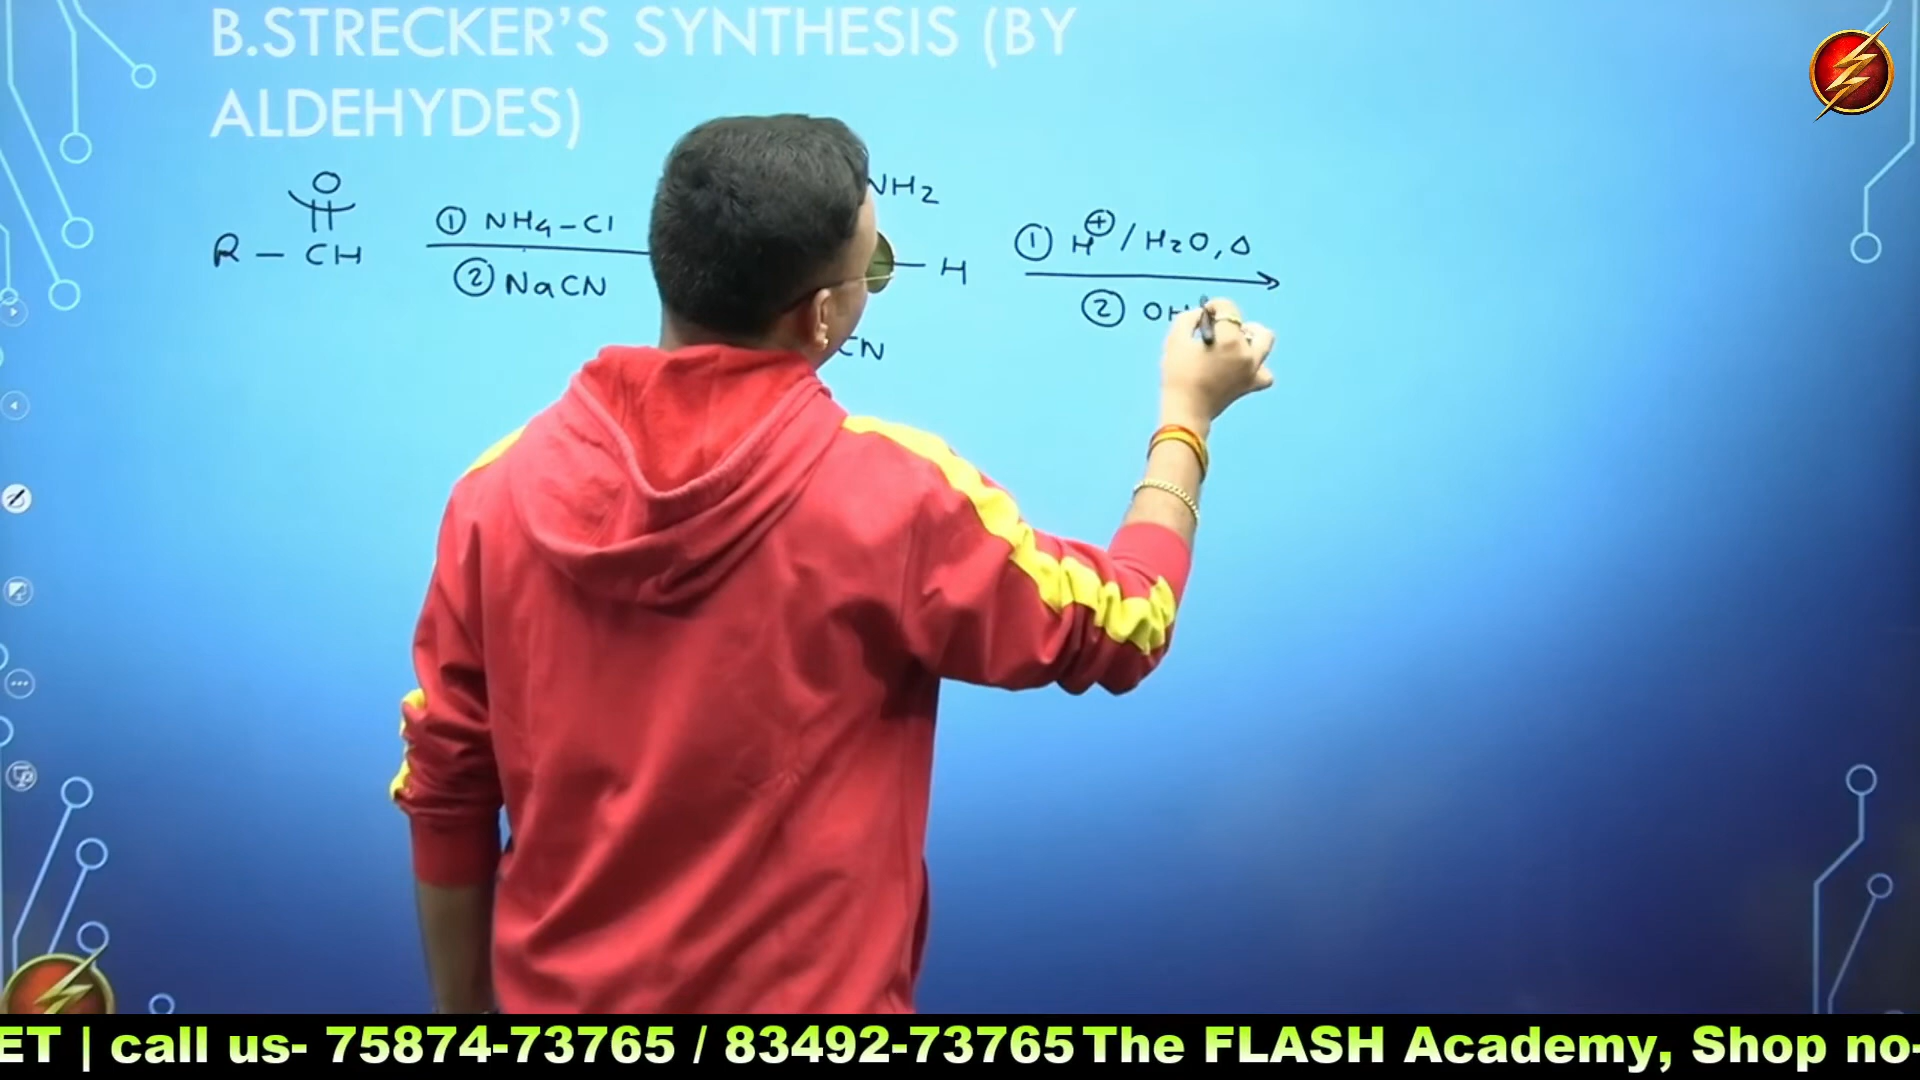 B.STRECKER'S SYNTHESIS (BY
ALDEHYDES)
O
R – CH
① NH4–Cl
② NaCN
NH2
H
CN
① H⊕/H2O, Δ
② OH
ET | call us- 75874-73765 / 83492-73765 The FLASH Academy, Shop no-